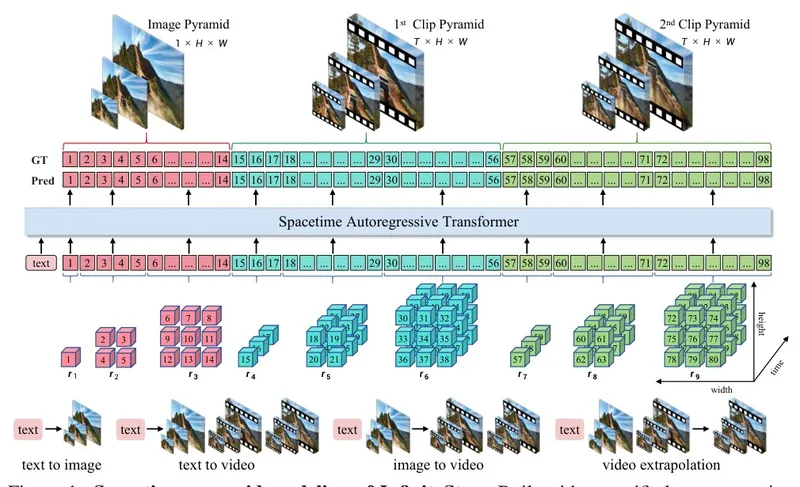 Image Pyramid
1 × H × W
1st Clip Pyramid
T × H × W
2nd Clip Pyramid
T × H × W
GT 1 2 3 4 5 6 ... ... ... 14 15 16 17 18 ... ... ... ... 29 30 .... ... ... ... ... 56 57 58 59 60 ... ... ... ... 71 72 ... ... ... ... ... 98
Pred 1 2 3 4 5 6 ... ... ... 14 15 16 17 18 ... ... ... ... 29 30 ... ... ... ... ... 56 57 58 59 60 ... ... ... ... 71 72 ... ... ... ... ... 98
Spacetime Autoregressive Transformer
text 1 2 3 4 5 6 ... ... ... 14 15 16 17 18 ... ... ... ... 29 30 .... ... ... ... ... 56 57 58 59 60 ... ... ... ... 71 72 ... ... ... ... ... 98
1
r1
2 3
4 5
r2
6 7 8
9 10 11
12 13 14
r3
15
r4
18 19
20 21
r5
30 31 32
33 34 35
36 37 38
r6
57
r7
60 61
62 63
r8
72 73 74
75 76 77
78 79 80
r9
height
width
time
text
text
text
text
text to image
text to video
image to video
video extrapolation